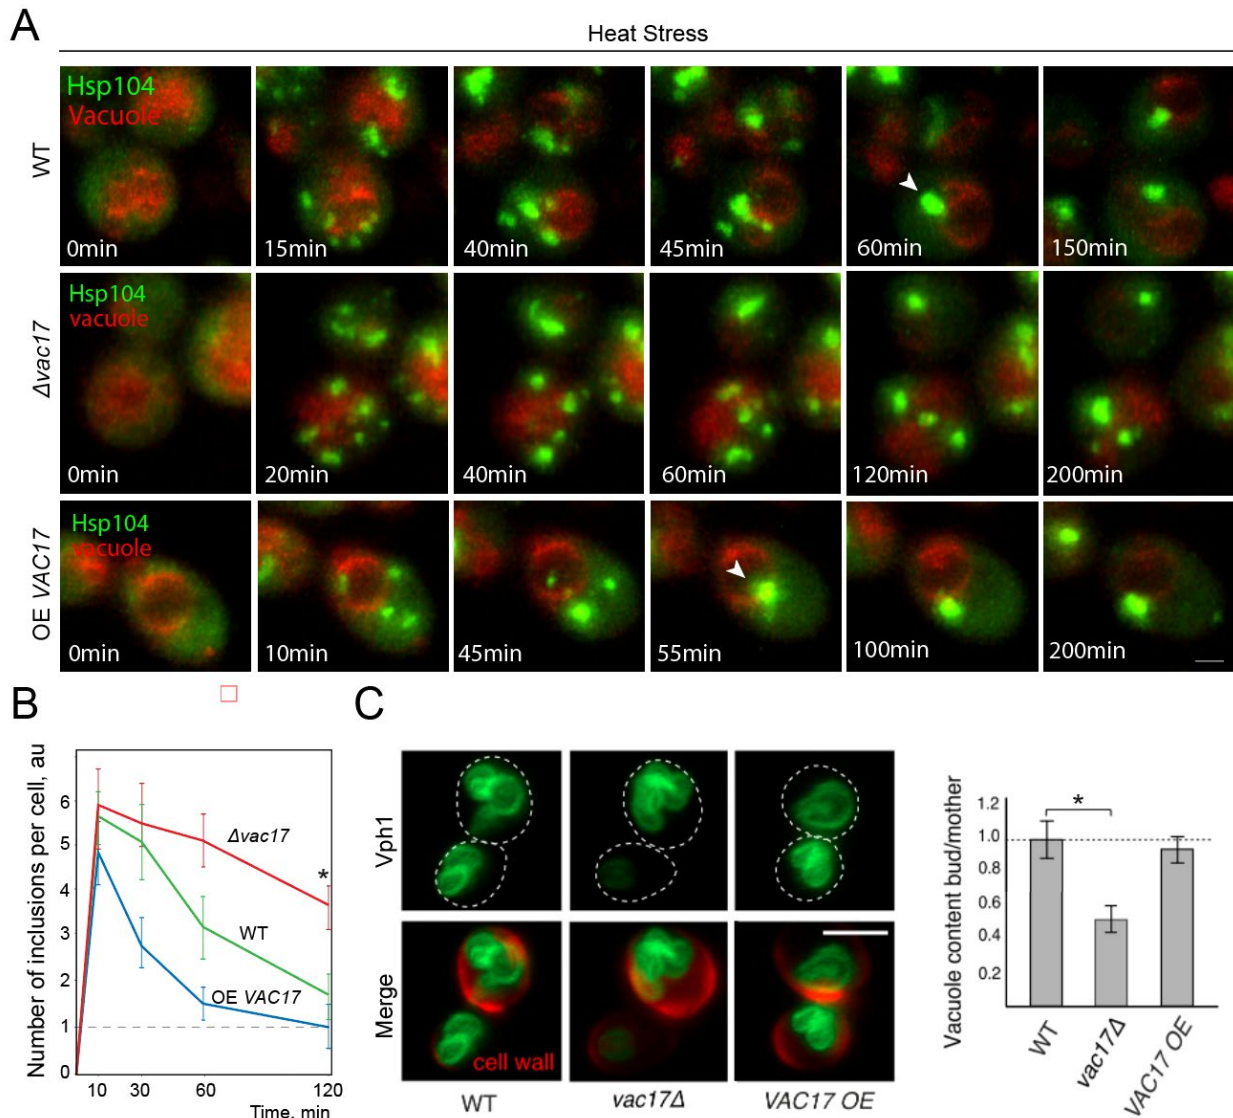 A
Heat Stress
Hsp104
Vacuole
WT
0min
15min
40min
45min
60min
150min
Hsp104
vacuole
Δvac17
0min
20min
40min
60min
120min
200min
Hsp104
vacuole
OE VAC17
0min
10min
45min
55min
100min
200min
B
Number of inclusions per cell, au
6
5
4
3
2
1
0
Δvac17
*
WT
OE VAC17
10
30
60
120
Time, min
C
Vph1
Merge
cell wall
WT
vac17Δ
VAC17 OE
Vacuole content bud/mother
1.2
1.0
0.8
0.6
0.4
0.2
*
WT
vac17Δ
VAC17 OE